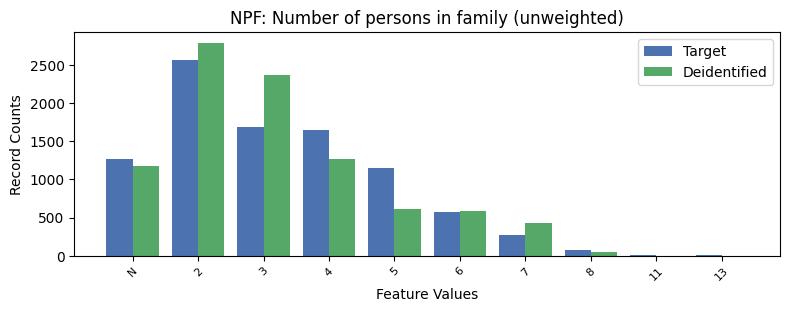 NPF: Number of persons in family (unweighted)
Target
Deidentified
Record Counts
2500
2000
1500
1000
500
0
N 2 3 4 5 6 7 8 11 13
Feature Values